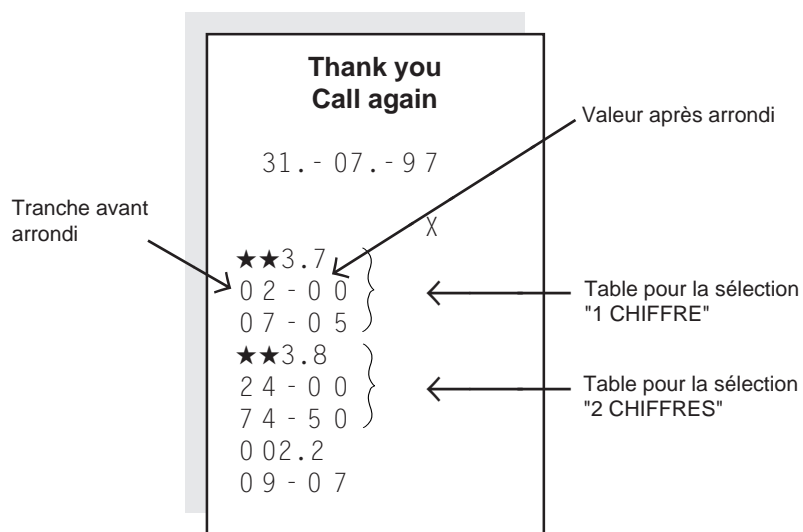 Thank you
Call again
Valeur après arrondi
31.-07.-97
Tranche avant
arrondi
X
★★3.7
02-00
07-05
Table pour la sélection
"1 CHIFFRE"
★★3.8
24-00
74-50
Table pour la sélection
"2 CHIFFRES"
002.2
09-07